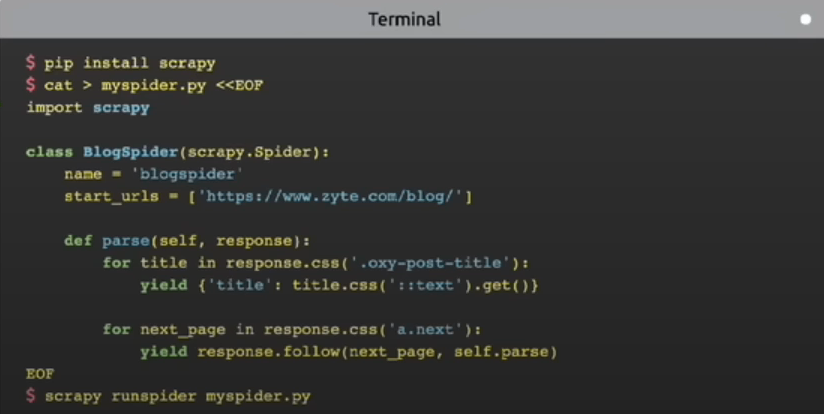 Terminal
$ pip install scrapy
$ cat > myspider.py <<EOF
import scrapy
class BlogSpider(scrapy.Spider):
    name = 'blogspider'
    start_urls = ['https://www.zyte.com/blog/']
    def parse(self, response):
        for title in response.css('.oxy-post-title'):
            yield {'title': title.css('::text').get()}
        for next_page in response.css('a.next'):
            yield response.follow(next_page, self.parse)
EOF
$ scrapy runspider myspider.py